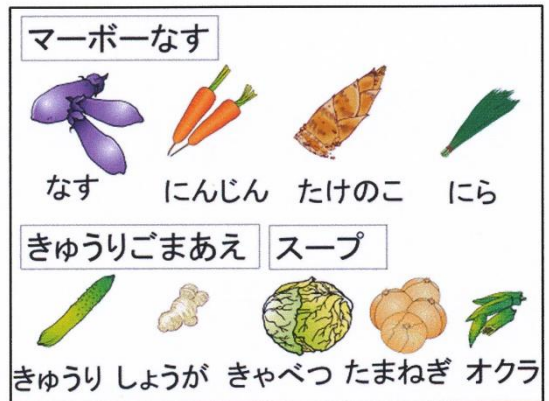 マーボーなす
なす にんじん たけのこ にら
きゅうりごまあえ スープ
きゅうり しょうが きゃべつ たまねぎ オクラ